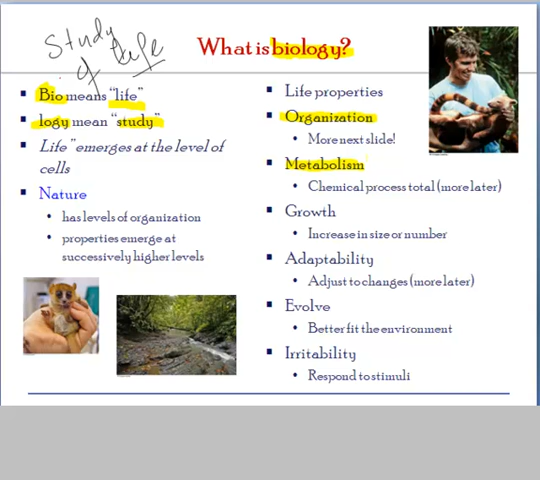 Study
of Life
What is biology?
Bio means "life"
logy mean "study"
Life" emerges at the level of
cells
Nature
has levels of organization
properties emerge at
successively higher levels
Life properties
Organization
More next slide!
Metabolism
Chemical process total (more later)
Growth
Increase in size or number
Adaptability
Adjust to changes (more later)
Evolve
Better fit the environment
Irritability
Respond to stimuli